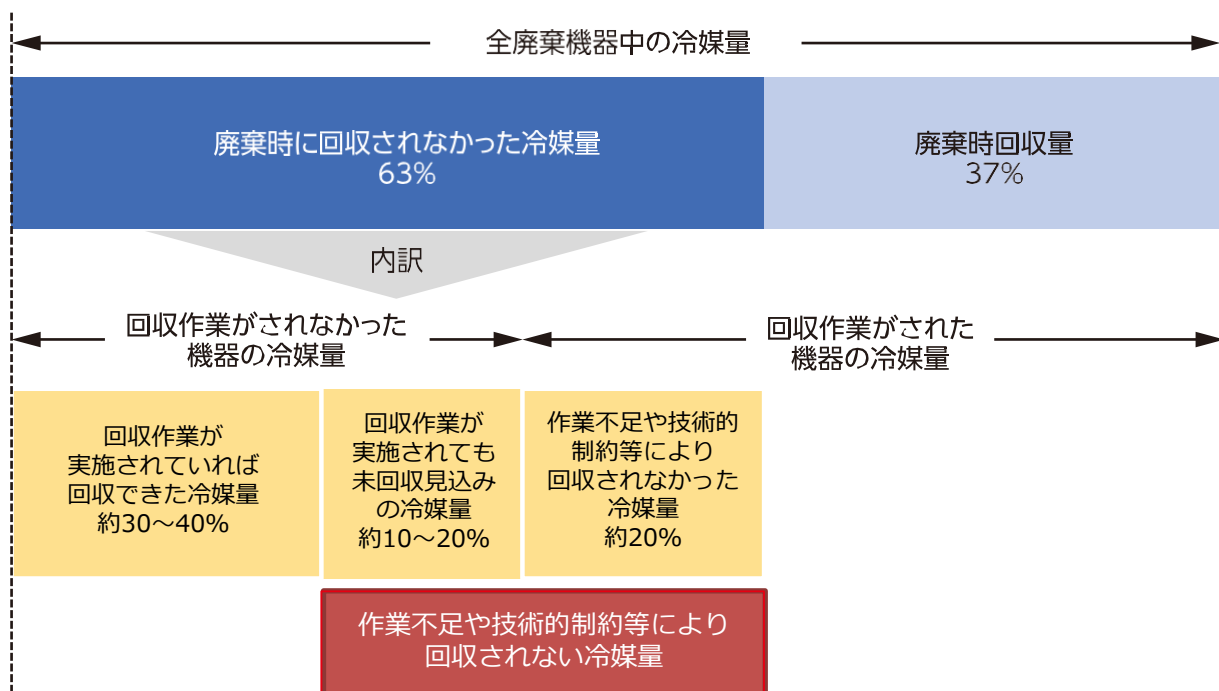 全廃棄機器中の冷媒量
廃棄時に回収されなかった冷媒量
63%
廃棄時回収量
37%
内訳
回収作業がされなかった
機器の冷媒量
回収作業がされた
機器の冷媒量
回収作業が
実施されていれば
回収できた冷媒量
約30～40%
回収作業が
実施されても
未回収見込み
の冷媒量
約10～20%
作業不足や技術的
制約等により
回収されなかった
冷媒量
約20%
作業不足や技術的制約等により
回収されない冷媒量